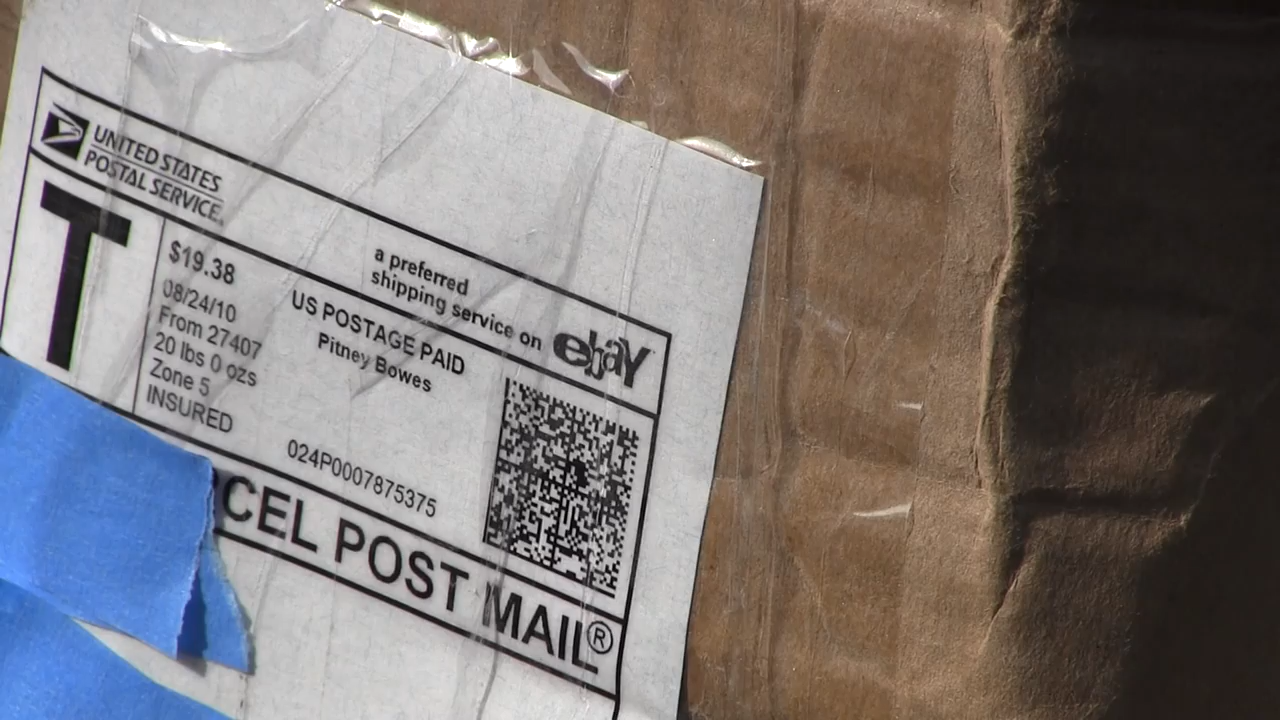 UNITED STATES
POSTAL SERVICE
T
a preferred
shipping service on ebay
$19.38
08/24/10
From 27407
20 lbs 0 ozs
Zone 5
INSURED
US POSTAGE PAID
Pitney Bowes
024P0007875375
CEL POST MAIL®